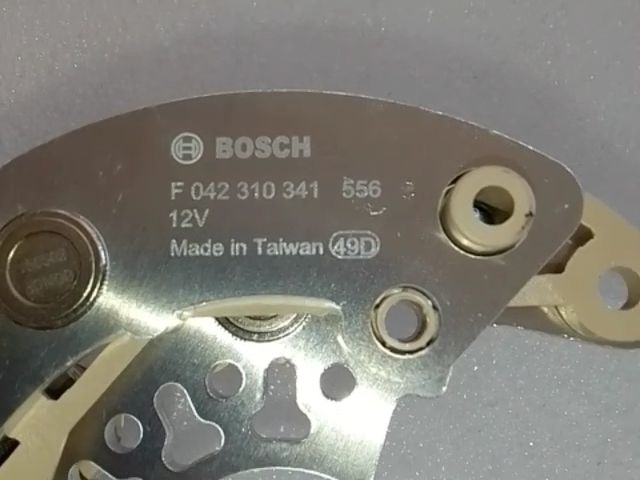 BOSCH
F 042 310 341 556
12V
Made in Taiwan 49D